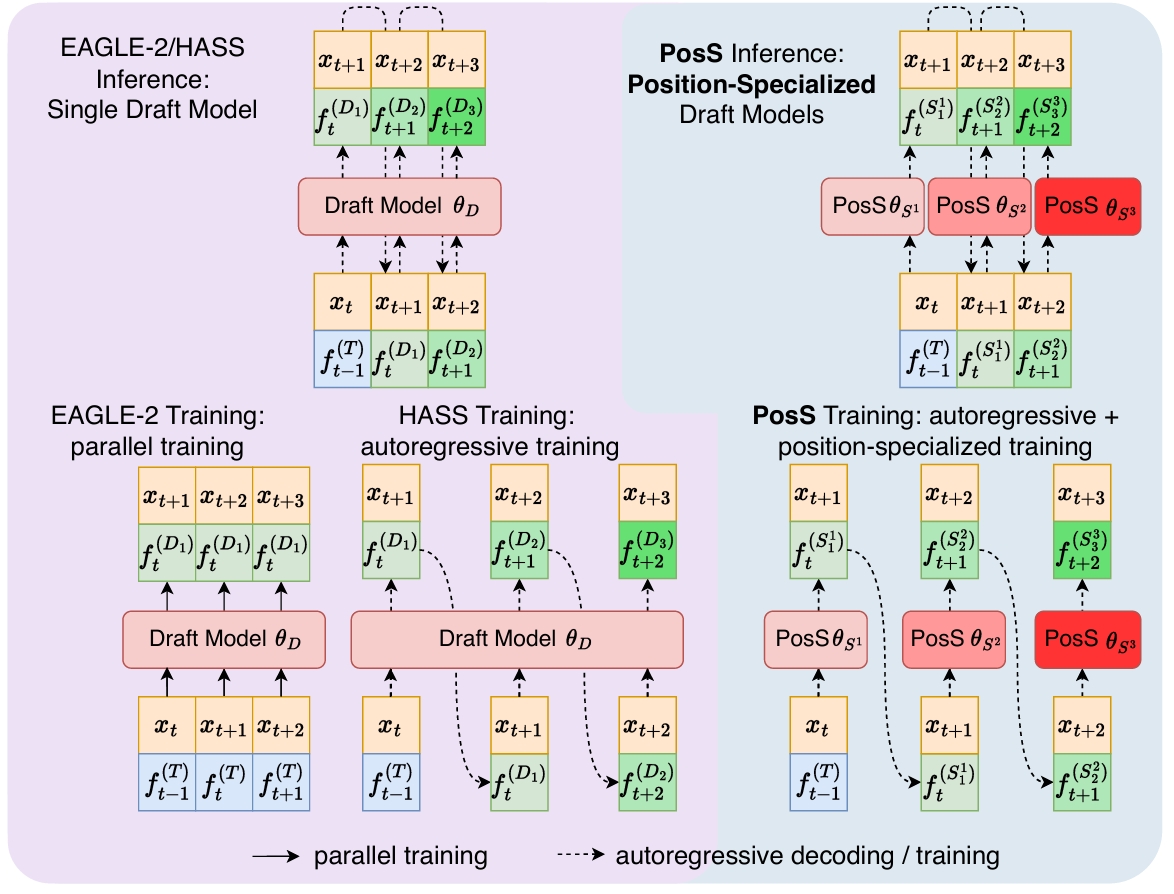 EAGLE-2/HASS
Inference:
Single Draft Model
x_{t+1} x_{t+2} x_{t+3}
f_t^{(D_1)} f_{t+1}^{(D_2)} f_{t+2}^{(D_3)}
Draft Model θ_D
x_t x_{t+1} x_{t+2}
f_{t-1}^{(T)} f_t^{(D_1)} f_{t+1}^{(D_2)}
PosS Inference:
Position-Specialized
Draft Models
x_{t+1} x_{t+2} x_{t+3}
f_t^{(S_1^1)} f_{t+1}^{(S_2^2)} f_{t+2}^{(S_3^3)}
PosS θ_{S^1} PosS θ_{S^2} PosS θ_{S^3}
x_t x_{t+1} x_{t+2}
f_{t-1}^{(T)} f_t^{(S_1^1)} f_{t+1}^{(S_2^2)}
EAGLE-2 Training:
parallel training
x_{t+1} x_{t+2} x_{t+3}
f_t^{(D_1)} f_t^{(D_1)} f_t^{(D_1)}
Draft Model θ_D
x_t x_{t+1} x_{t+2}
f_{t-1}^{(T)} f_t^{(T)} f_{t+1}^{(T)}
HASS Training:
autoregressive training
x_{t+1} x_{t+2} x_{t+3}
f_t^{(D_1)} f_{t+1}^{(D_2)} f_{t+2}^{(D_3)}
Draft Model θ_D
x_t x_{t+1} x_{t+2}
f_{t-1}^{(T)} f_t^{(D_1)} f_{t+2}^{(D_2)}
PosS Training: autoregressive +
position-specialized training
x_{t+1} x_{t+2} x_{t+3}
f_t^{(S_1^1)} f_{t+1}^{(S_2^2)} f_{t+2}^{(S_3^3)}
PosS θ_{S^1} PosS θ_{S^2} PosS θ_{S^3}
x_t x_{t+1} x_{t+2}
f_{t-1}^{(T)} f_t^{(S_1^1)} f_{t+1}^{(S_2^2)}
parallel training
autoregressive decoding / training